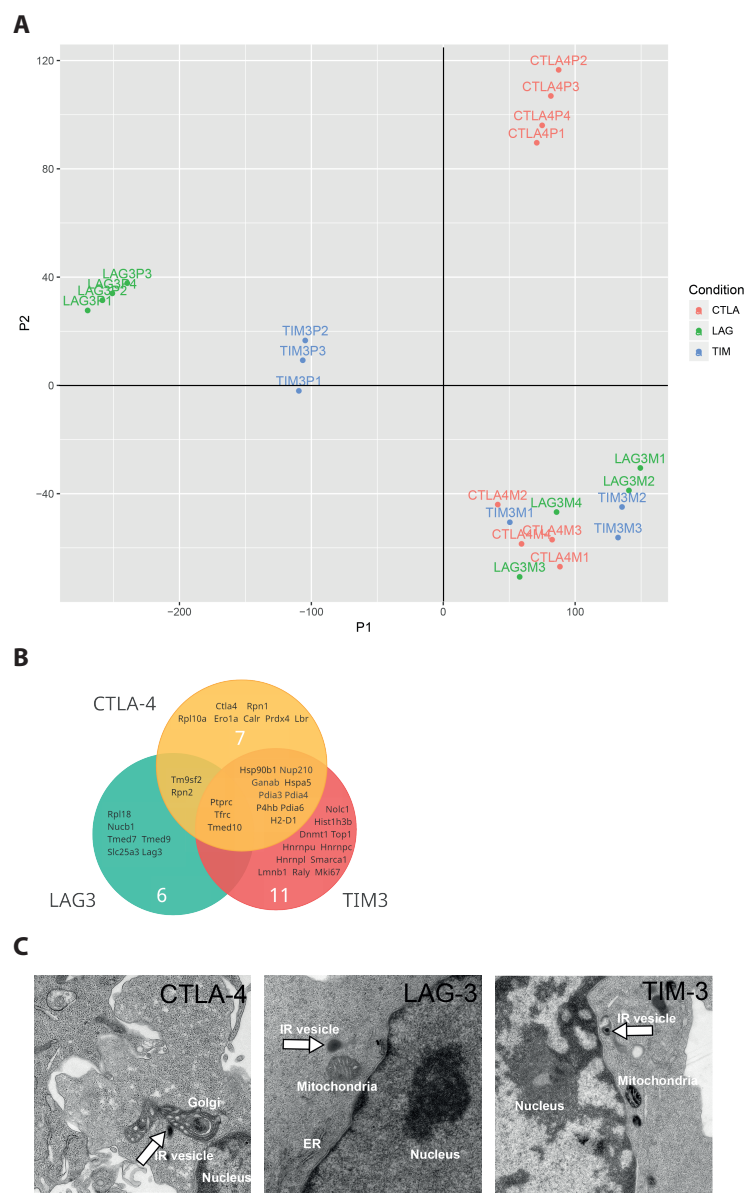 A
CTLA4P2
CTLA4P3
CTLA4P4
CTLA4P1
LAG3P3
LAG3P4
LAG3P2
LAG3P1
TIM3P2
TIM3P3
TIM3P1
LAG3M1
LAG3M2
CTLA4M2
LAG3M4
TIM3M2
TIM3M1
CTLA4M4
CTLA4M3
TIM3M3
CTLA4M1
LAG3M3
120
80
40
0
−40
P2
−200
−100
0
100
P1
Condition
CTLA
LAG
TIM
B
CTLA-4
Ctla4 Rpn1
Rpl10a Ero1a Calr Prdx4 Lbr
7
Tm9sf2
Rpn2
Hsp90b1 Nup210
Ganab Hspa5
Pdia3 Pdia4
P4hb Pdia6
H2-D1
Ptprc
Tfrc
Tmed10
Rpl18
Nucb1
Tmed7 Tmed9
Slc25a3 Lag3
Nolc1
Hist1h3b
Dnmt1 Top1
Hnrnpu Hnrnpc
Hnrnpl Smarca1
Lmnb1 Raly Mki67
LAG3
6
11
TIM3
C
CTLA-4
Golgi
IR vesicle
Nucleus
LAG-3
IR vesicle
Mitochondria
ER
Nucleus
TIM-3
IR vesicle
Mitochondria
Nucleus